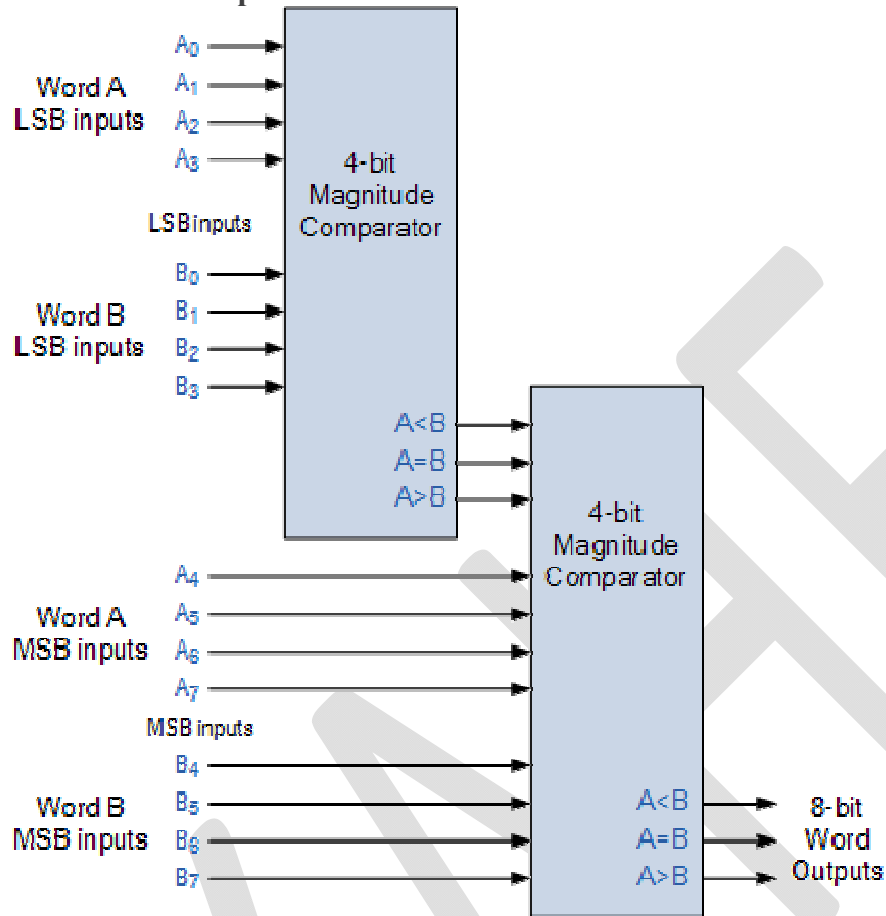 A0
A1
A2
A3
Word A
LSB inputs
4-bit
Magnitude
Comparator
LSB inputs
B0
B1
B2
B3
Word B
LSB inputs
A<B
A=B
A>B
4-bit
Magnitude
Comparator
A4
A5
A6
A7
Word A
MSB inputs
MSB inputs
B4
B5
B6
B7
Word B
MSB inputs
A<B
A=B
A>B
8-bit
Word
Outputs